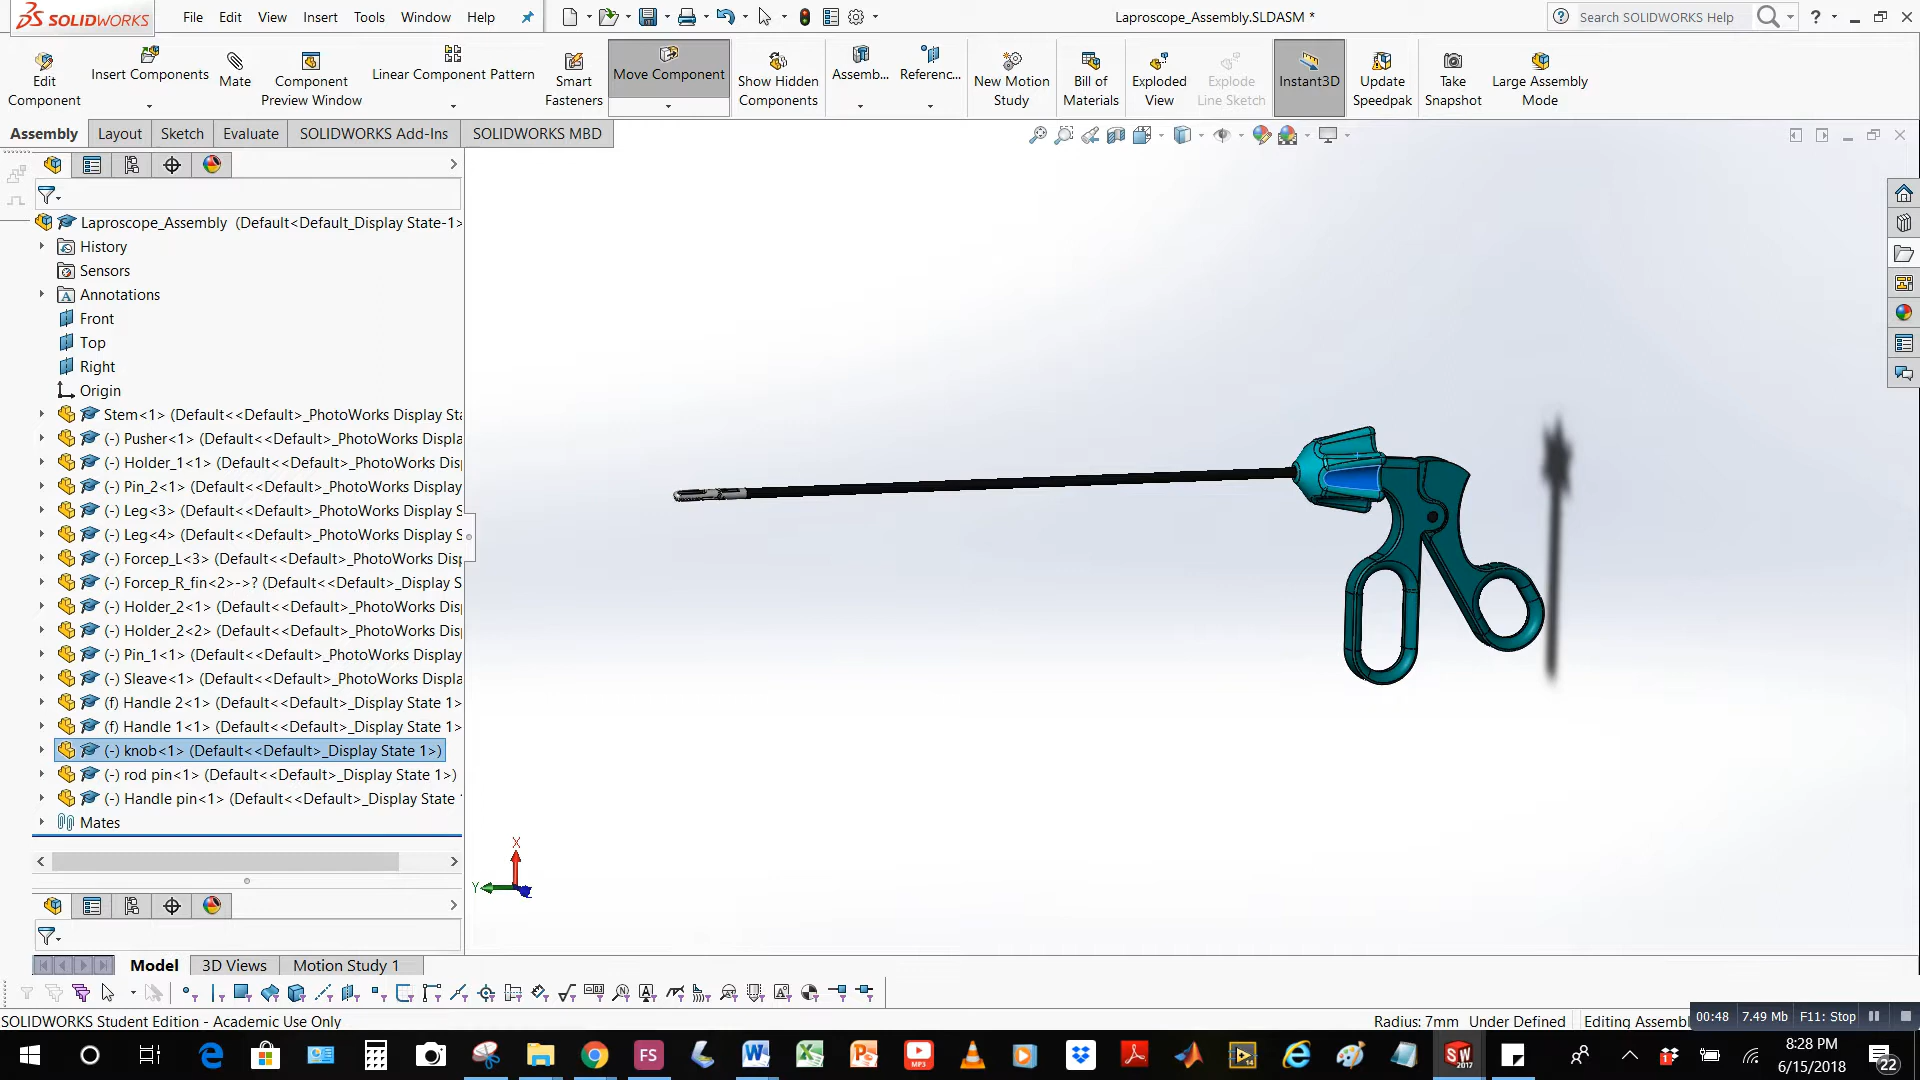 SOLIDWORKS File Edit View Insert Tools Window Help Laproscope_Assembly.SLDASM * Search SOLIDWORKS Help ?
Edit Component
Insert Components
Mate
Component Preview Window
Linear Component Pattern
Smart Fasteners
Move Component
Show Hidden Components
Assemb...
Referenc...
New Motion Study
Bill of Materials
Exploded View
Explode Line Sketch
Instant3D
Update Speedpak
Take Snapshot
Large Assembly Mode
Assembly Layout Sketch Evaluate SOLIDWORKS Add-Ins SOLIDWORKS MBD
Laproscope_Assembly (Default<Default_Display State-1>
History
Sensors
Annotations
Front
Top
Right
Origin
Stem<1> (Default<<Default>_PhotoWorks Display Sta
(-) Pusher<1> (Default<<Default>_PhotoWorks Displa
(-) Holder_1<1> (Default<<Default>_PhotoWorks Disp
(-) Pin_2<1> (Default<<Default>_PhotoWorks Display
(-) Leg<3> (Default<<Default>_PhotoWorks Display S
(-) Leg<4> (Default<<Default>_PhotoWorks Display S
(-) Forcep_L<3> (Default<<Default>_PhotoWorks Disp
(-) Forcep_R_fin<2>->? (Default<<Default>_Display S
(-) Holder_2<1> (Default<<Default>_PhotoWorks Disp
(-) Holder_2<2> (Default<<Default>_PhotoWorks Disp
(-) Pin_1<1> (Default<<Default>_PhotoWorks Display
(-) Sleave<1> (Default<<Default>_PhotoWorks Display
(f) Handle 2<1> (Default<<Default>_Display State 1>
(f) Handle 1<1> (Default<<Default>_Display State 1>
(-) knob<1> (Default<<Default>_Display State 1>)
(-) rod pin<1> (Default<<Default>_Display State 1>)
(-) Handle pin<1> (Default<<Default>_Display State
Mates
X
Y
Model 3D Views Motion Study 1
SOLIDWORKS Student Edition - Academic Use Only Radius: 7mm Under Defined Editing Assembl
00:48 7.49 Mb F11: Stop
8:28 PM
6/15/2018
22